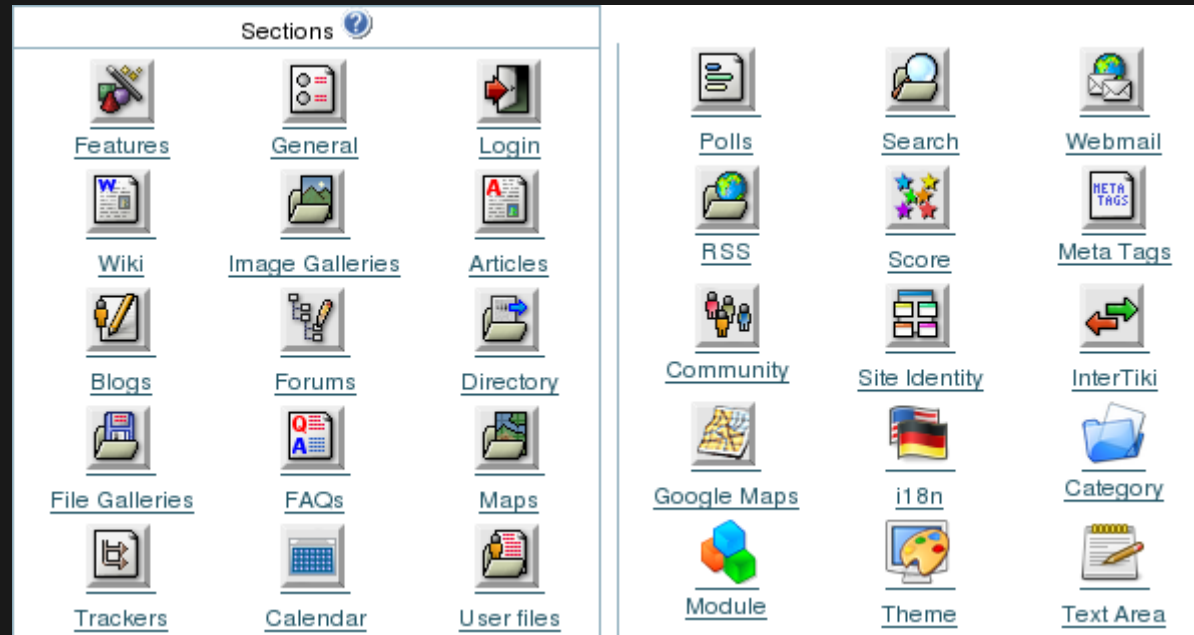 Sections ?
Features General Login
W A
Wiki Image Galleries Articles
Blogs Forums Directory
Q
A
File Galleries FAQs Maps
Trackers Calendar User files
Polls Search Webmail
META
TAGS
RSS Score Meta Tags
Community Site Identity InterTiki
Google Maps i18n Category
Module Theme Text Area